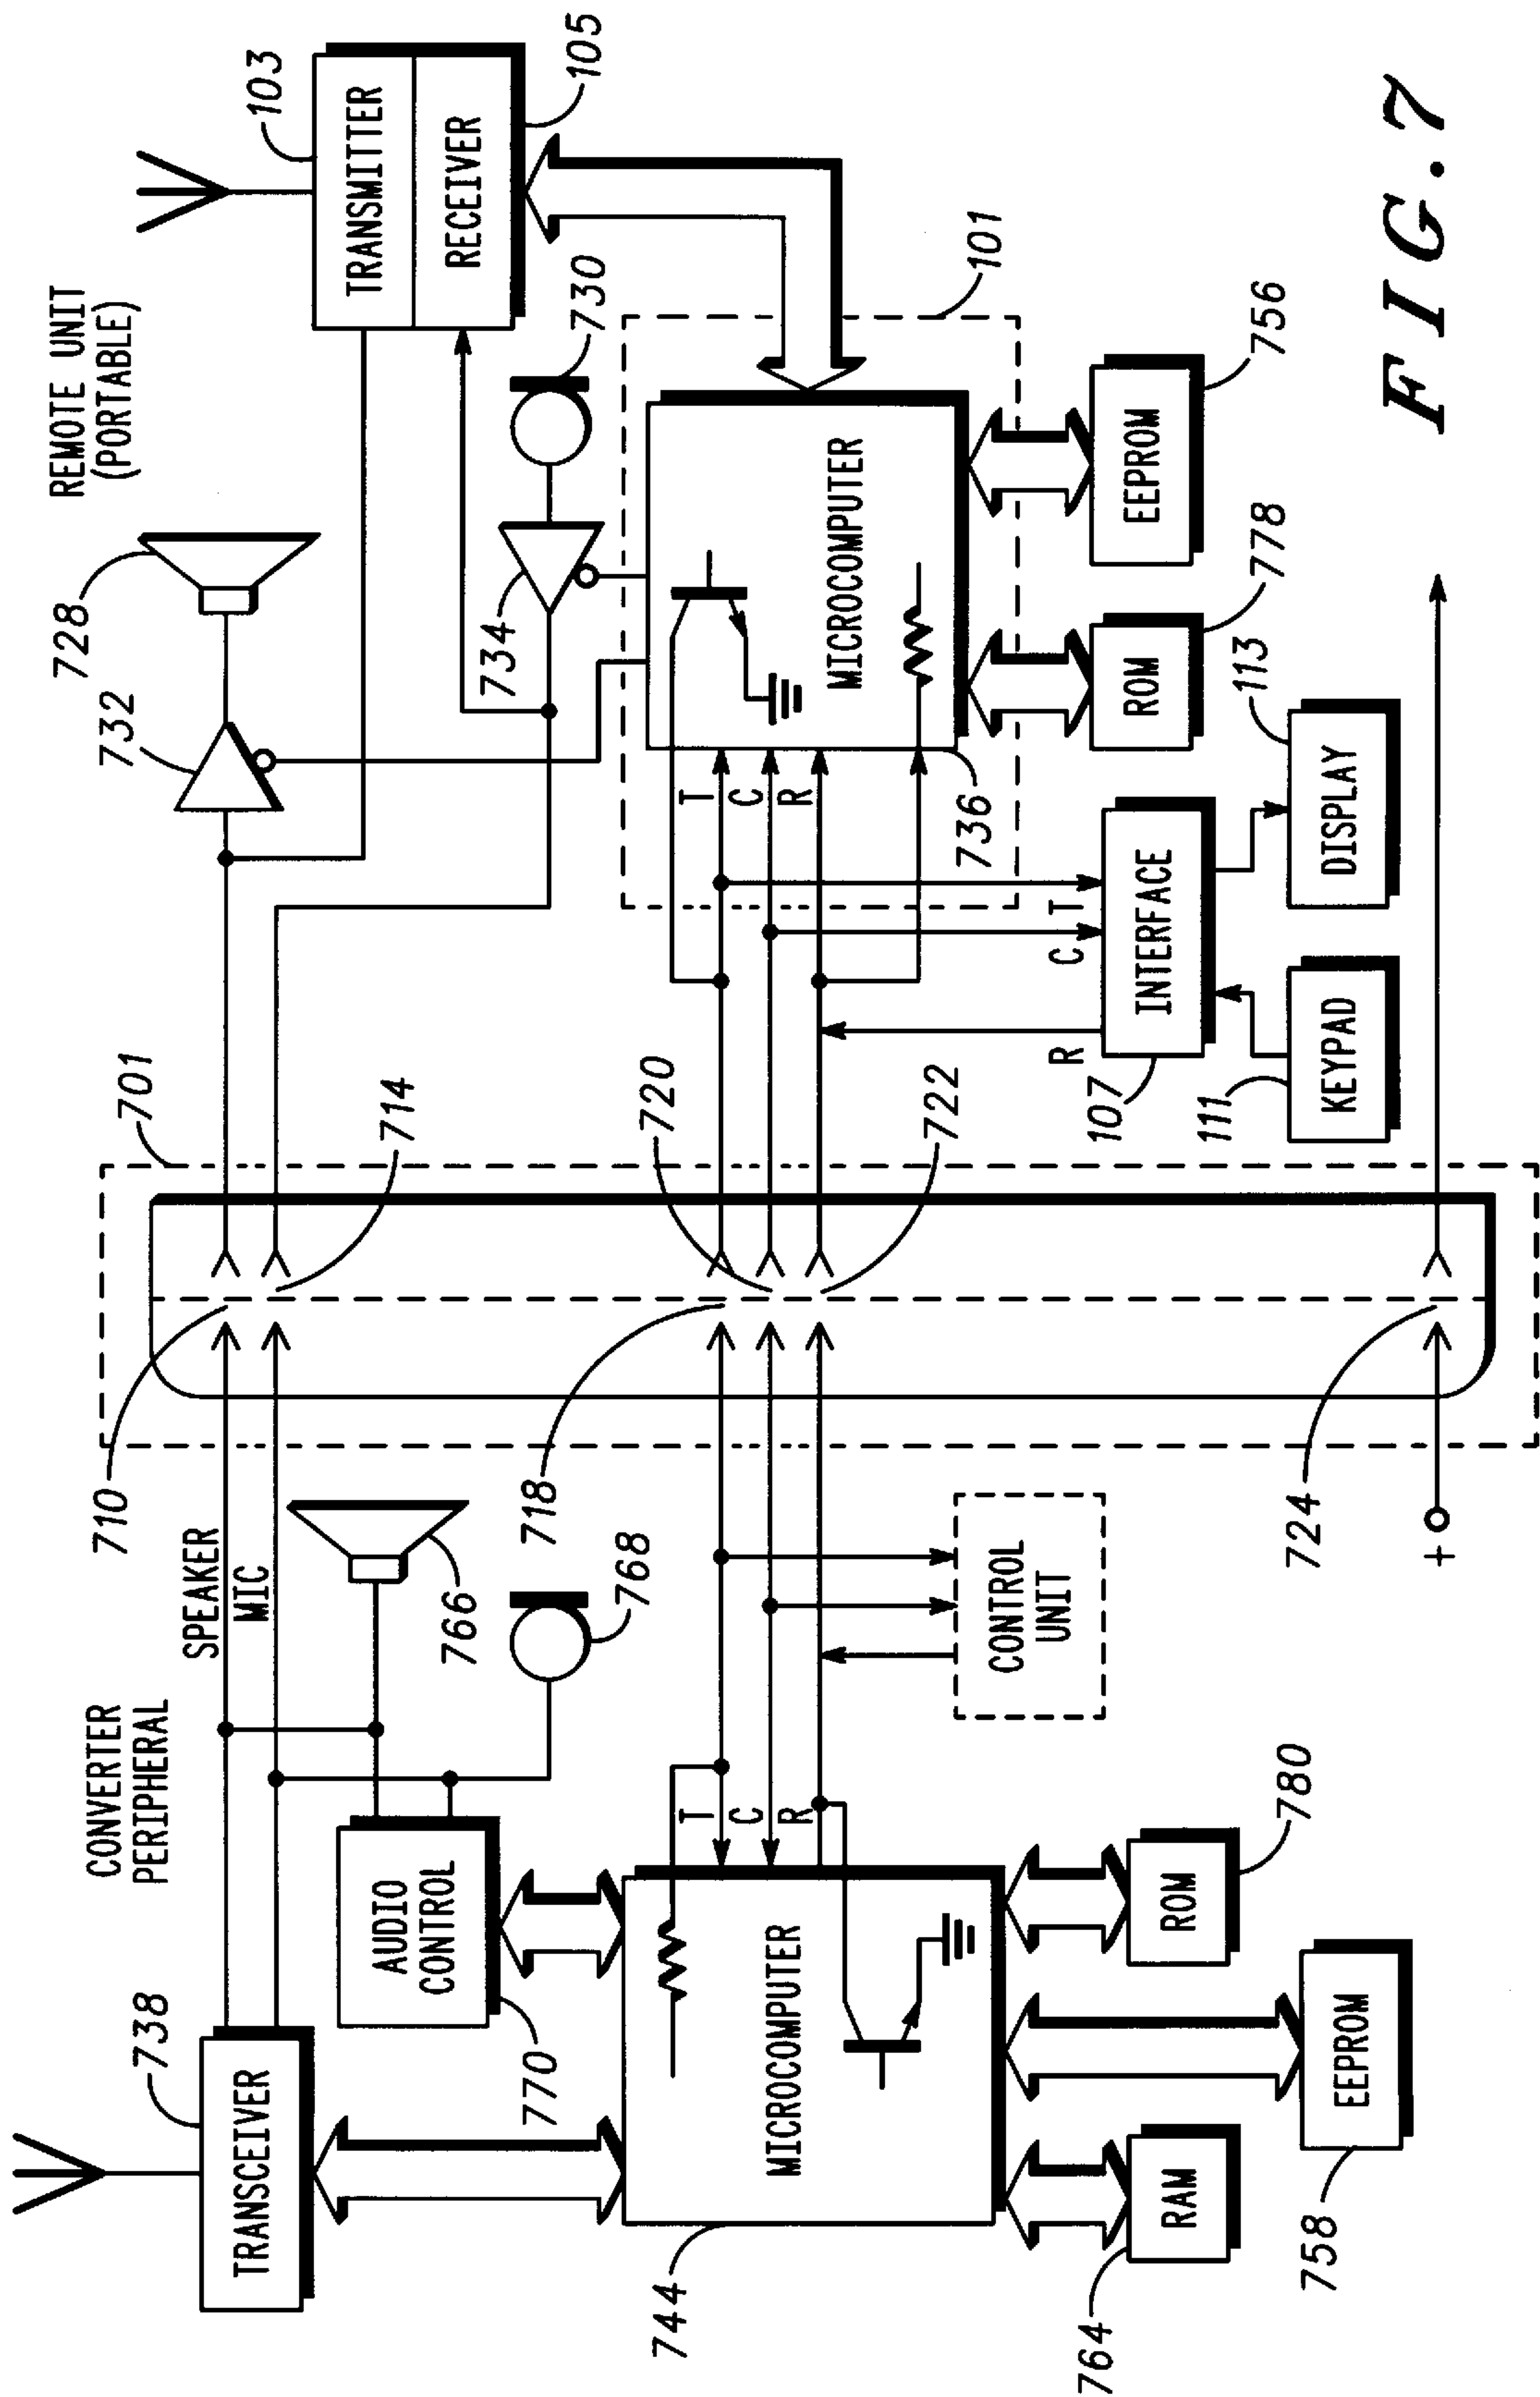 CONVERTER
PERIPHERAL
REMOTE UNIT
(PORTABLE)
738
TRANSCEIVER
SPEAKER
MIC
710
701
714
732
728
103
TRANSMITTER
RECEIVER
105
AUDIO
CONTROL
770
766
768
718
720
722
734
730
744
MICROCOMPUTER
T
C
R
CONTROL
UNIT
T
C
R
MICROCOMPUTER
736
101
R
C
T
INTERFACE
107
764
RAM
758
EEPROM
ROM
780
111
KEYPAD
DISPLAY
113
ROM
778
EEPROM
756
+
724
FIG. 7